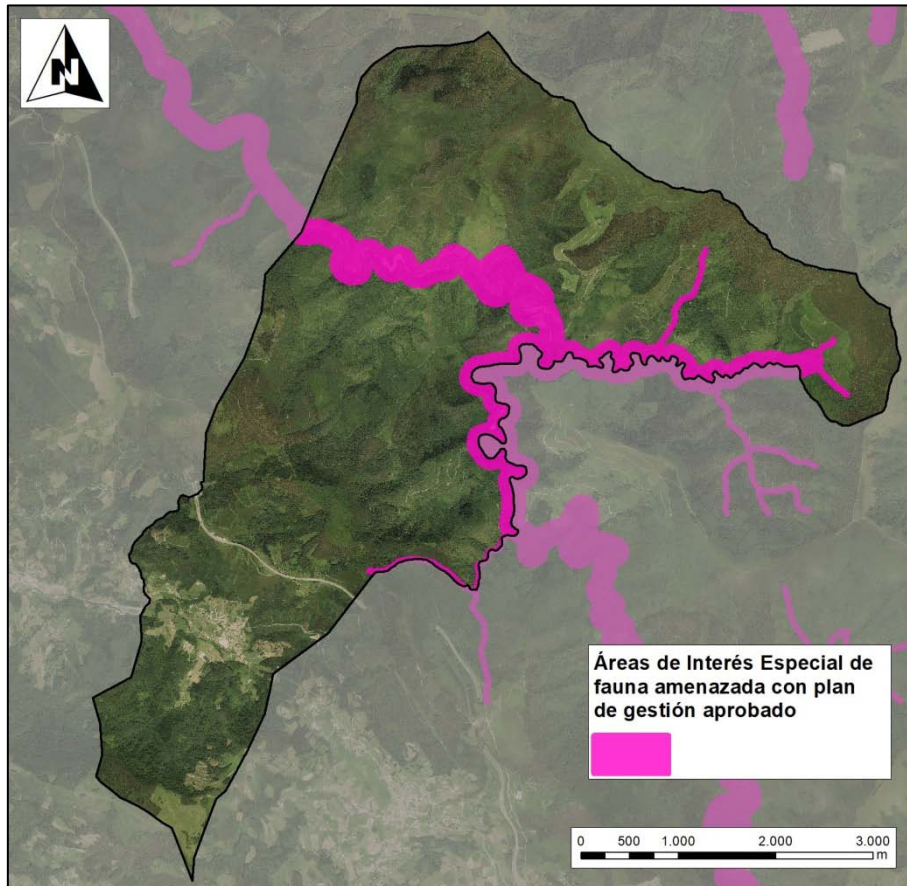 N
Áreas de Interés Especial de
fauna amenazada con plan
de gestión aprobado
0 500 1.000 2.000 3.000
m